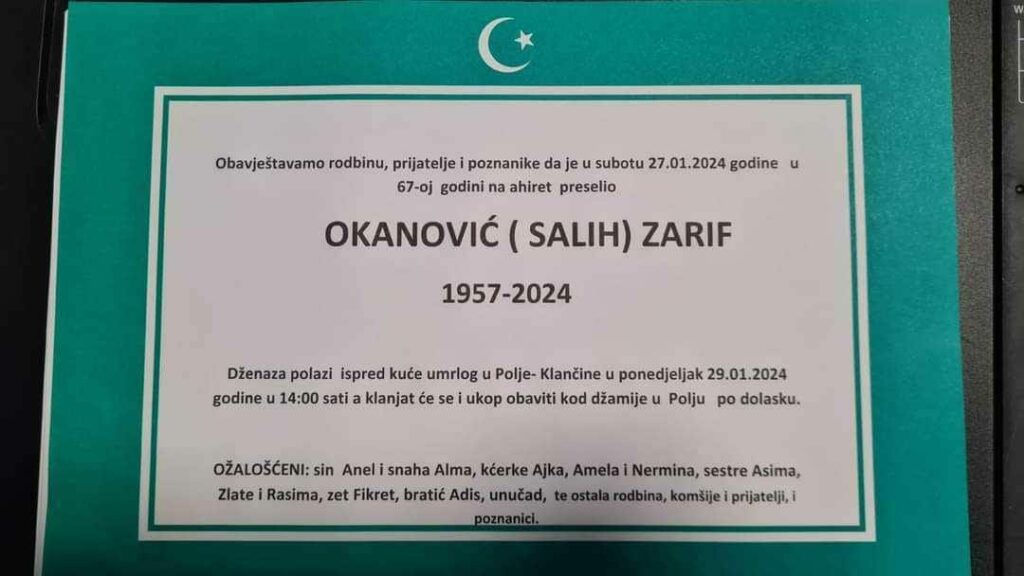 Obavještavamo rodbinu, prijatelje i poznanike da je u subotu 27.01.2024 godine u
67-oj godini na ahiret preselio
OKANOVIĆ ( SALIH) ZARIF
1957-2024
Dženaza polazi ispred kuće umrlog u Polje- Klančine u ponedjeljak 29.01.2024
godine u 14:00 sati a klanjat će se i ukop obaviti kod džamije u Polju po dolasku.
OŽALOŠĆENI: sin Anel i snaha Alma, kćerke Ajka, Amela i Nermina, sestre Asima,
Zlate i Rasima, zet Fikret, bratić Adis, unučad, te ostala rodbina, komšije i prijatelji, i
poznanici.